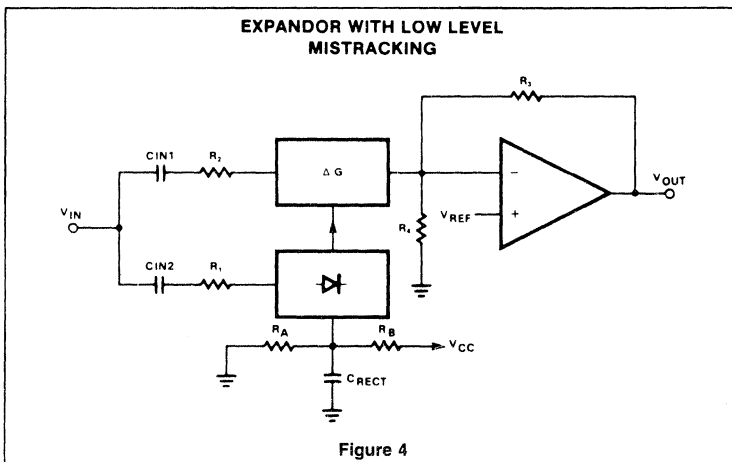 EXPANDOR WITH LOW LEVEL
MISTRACKING
R3
CIN1
R2
ΔG
VIN
VREF
−
+
VOUT
R4
CIN2
R1
RA
RB
VCC
CRECT
Figure 4